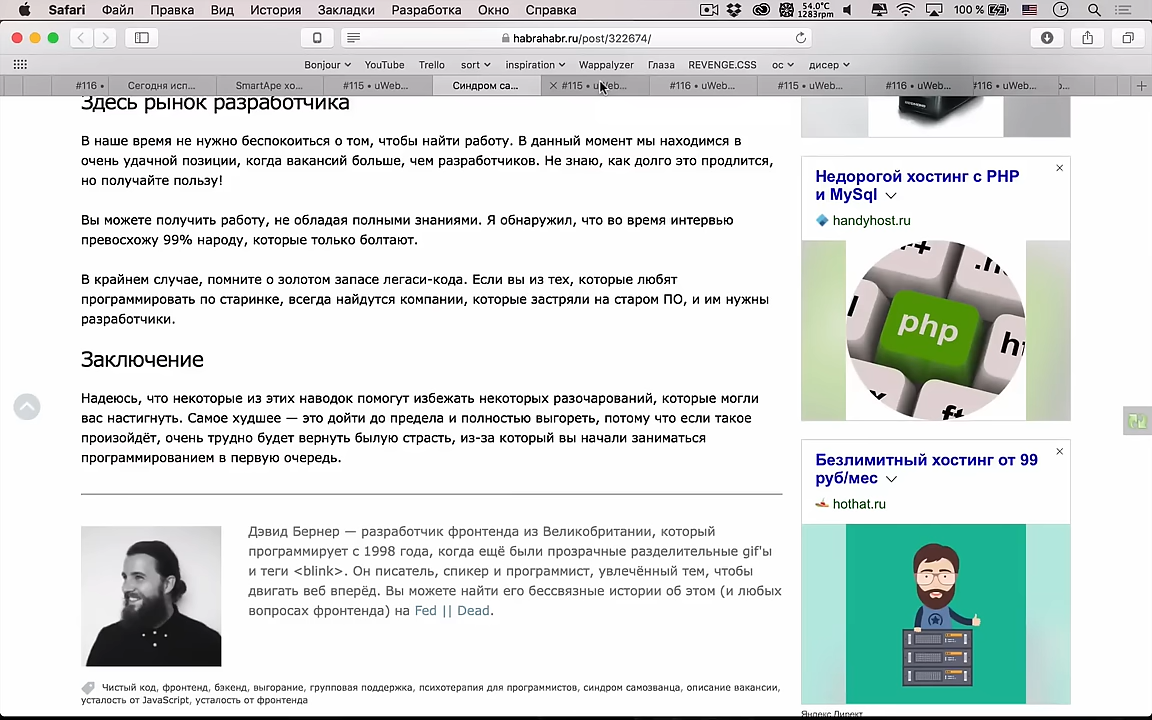 Safari Файл Правка Вид История Закладки Разработка Окно Справка 54.0°C 1283rpm 100 %
habrahabr.ru/post/322674/
Bonjour YouTube Trello sort inspiration Wappalyzer Глаза REVENGE.CSS ос дисер
#116 • Сегодня исп... SmartApe хо... #115 • uWeb... Синдром са... #115 • uWeb... #116 • uWeb... #115 • uWeb... #116 • uWeb... #116 • uWeb...
Здесь рынок разработчика
В наше время не нужно беспокоиться о том, чтобы найти работу. В данный момент мы находимся в
очень удачной позиции, когда вакансий больше, чем разработчиков. Не знаю, как долго это продлится,
но получайте пользу!
Вы можете получить работу, не обладая полными знаниями. Я обнаружил, что во время интервью
превосхожу 99% народу, которые только болтают.
В крайнем случае, помните о золотом запасе легаси-кода. Если вы из тех, которые любят
программировать по старинке, всегда найдутся компании, которые застряли на старом ПО, и им нужны
разработчики.
Заключение
Надеюсь, что некоторые из этих наводок помогут избежать некоторых разочарований, которые могли
вас настигнуть. Самое худшее — это дойти до предела и полностью выгореть, потому что если такое
произойдёт, очень трудно будет вернуть былую страсть, из-за который вы начали заниматься
программированием в первую очередь.
Дэвид Бернер — разработчик фронтенда из Великобритании, который
программирует с 1998 года, когда ещё были прозрачные разделительные gif'ы
и теги <blink>. Он писатель, спикер и программист, увлечённый тем, чтобы
двигать веб вперёд. Вы можете найти его бессвязные истории об этом (и любых
вопросах фронтенда) на Fed || Dead.
Чистый код, фронтенд, бэкенд, выгорание, групповая поддержка, психотерапия для программистов, синдром самозванца, описание вакансии,
усталость от JavaScript, усталость от фронтенда
Недорогой хостинг с PHP
и MySql
handyhost.ru
php
Безлимитный хостинг от 99
руб/мес
hothat.ru
Яндекс.Директ